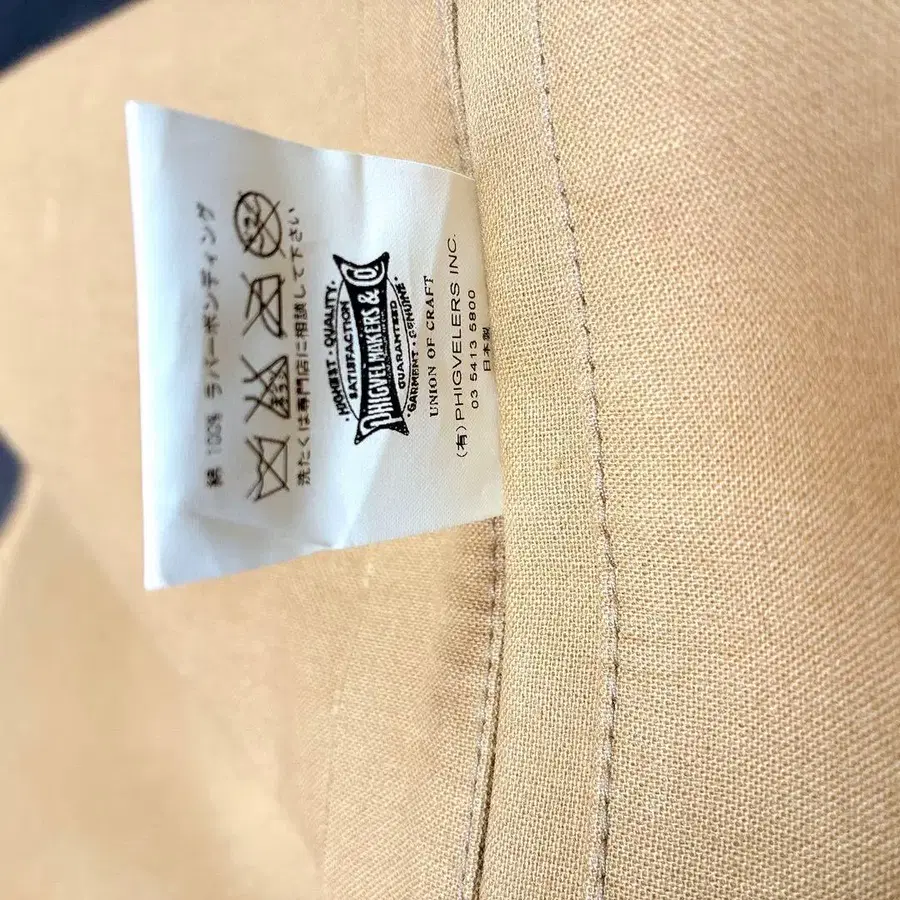 綿 100% ラバーボンディング
洗たくは専門店に相談して下さい
HIGHEST · QUALITY
SATISFACTION
PHIGVEL MAKERS & Co.
GUARANTEED
GARMENT · GENUINE
UNION OF CRAFT
(有) PHIGVELERS INC.
03 5413 5800
日本製